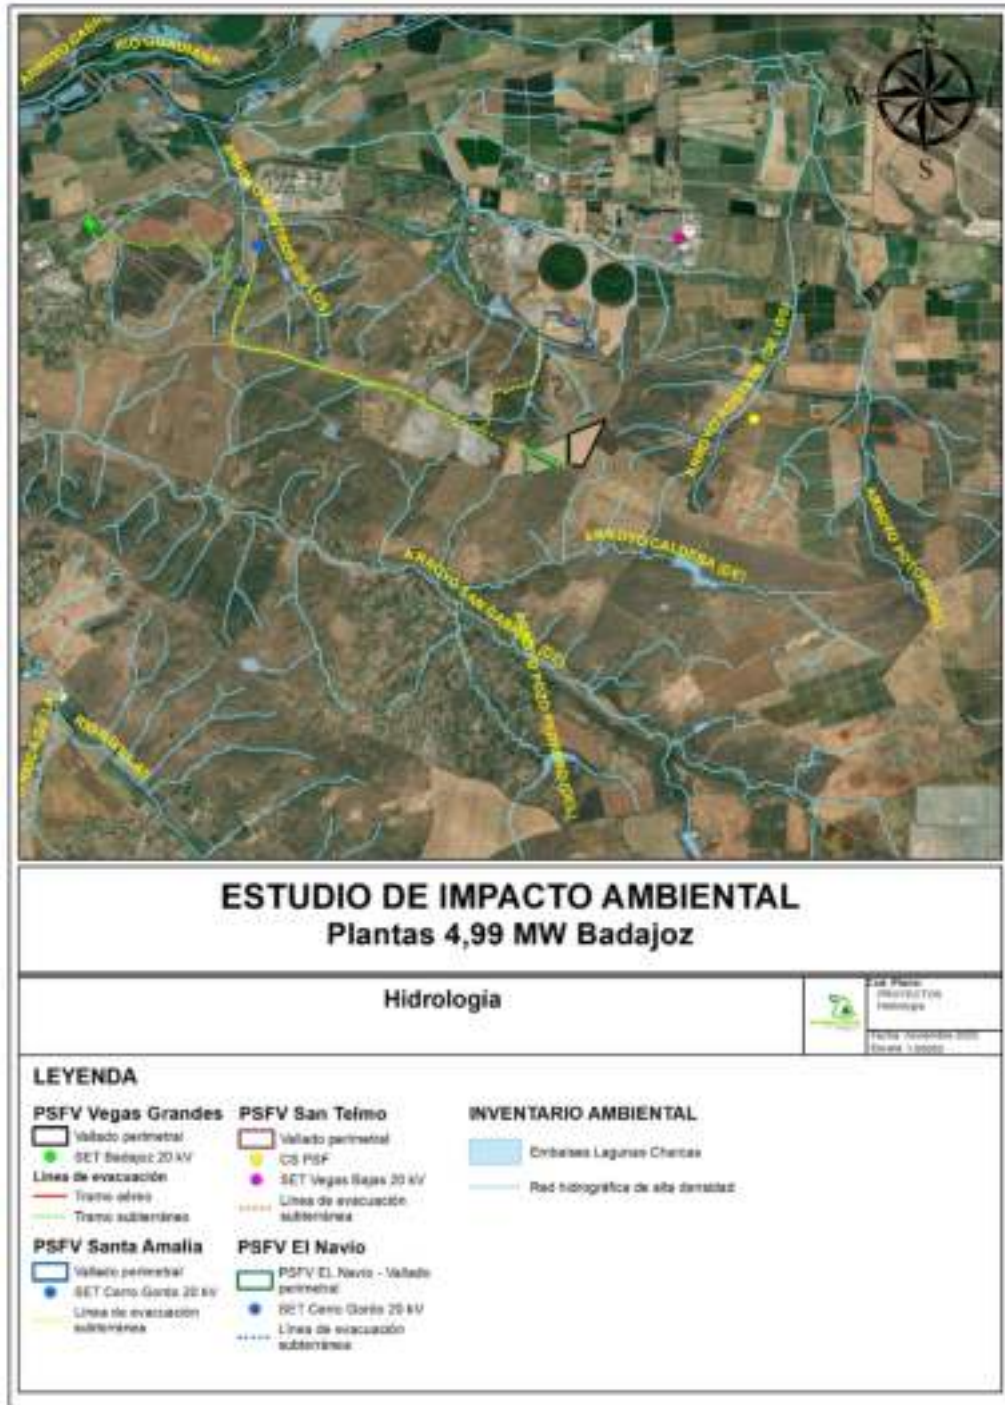 RIO GUADIANA
N
W
S
ARROYO CALDERA (DE)
ARROYO SAN GABRIEL (DE)
ESTUDIO DE IMPACTO AMBIENTAL
Plantas 4,99 MW Badajoz
Hidrología
LEYENDA
PSFV Vegas Grandes
Vallado perimetral
SET Badajoz 20 kV
Línea de evacuación
Tramo aéreo
Tramo subterráneo
PSFV San Telmo
Vallado perimetral
CS PSF
SET Vegas Bajas 20 kV
Línea de evacuación
subterránea
INVENTARIO AMBIENTAL
Embalses Lagunas Charcas
Red hidrográfica de alta densidad
PSFV Santa Amalia
Vallado perimetral
SET Cerro Gordo 20 kV
Línea de evacuación
subterránea
PSFV El Navío
PSFV EL Navío - Vallado
perimetral
SET Cerro Gordo 20 kV
Línea de evacuación
subterránea